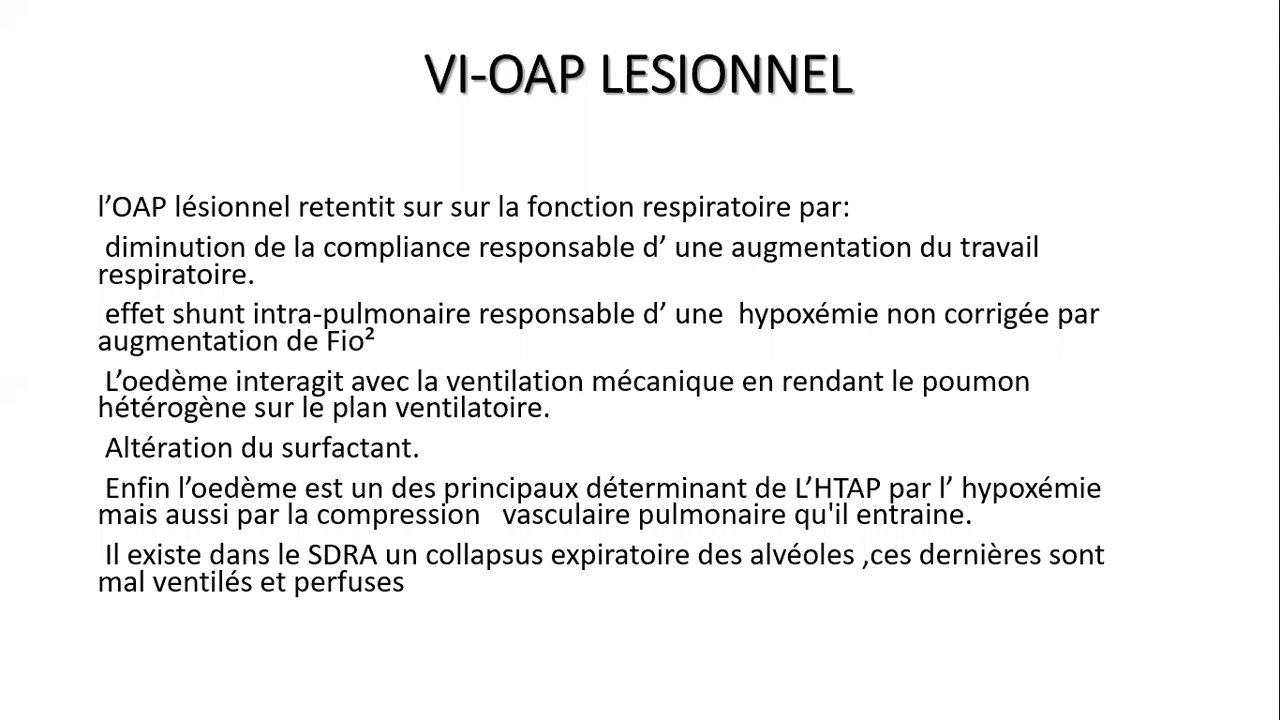 VI-OAP LESIONNEL
l’OAP lésionnel retentit sur sur la fonction respiratoire par:
diminution de la compliance responsable d’ une augmentation du travail
respiratoire.
effet shunt intra-pulmonaire responsable d’ une  hypoxémie non corrigée par
augmentation de Fio²
L’oedème interagit avec la ventilation mécanique en rendant le poumon
hétérogène sur le plan ventilatoire.
Altération du surfactant.
Enfin l’oedème est un des principaux déterminant de L’HTAP par l’ hypoxémie
mais aussi par la compression   vasculaire pulmonaire qu'il entraine.
Il existe dans le SDRA un collapsus expiratoire des alvéoles ,ces dernières sont
mal ventilés et perfuses